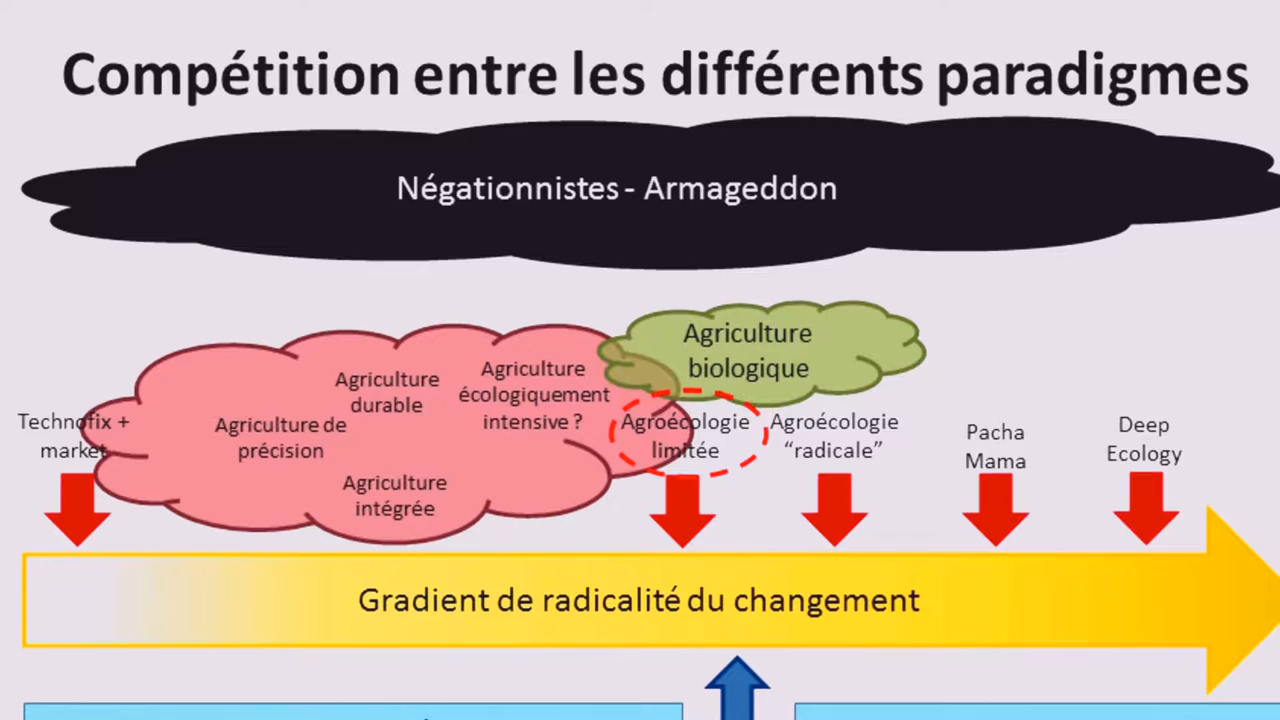 Compétition entre les différents paradigmes
Négationnistes - Armageddon
Agriculture
biologique
Agriculture
écologiquement
intensive ?
Agriculture
durable
Agriculture de
précision
Agriculture
intégrée
Technofix +
market
Agroécologie
limitée
Agroécologie
“radicale”
Pacha
Mama
Deep
Ecology
Gradient de radicalité du changement